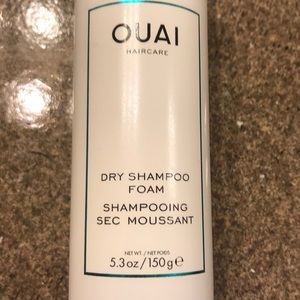 OUAI
HAIRCARE
DRY SHAMPOO
FOAM
SHAMPOOING
SEC MOUSSANT
NET WT. / NET POIDS
5.3 oz / 150 g e